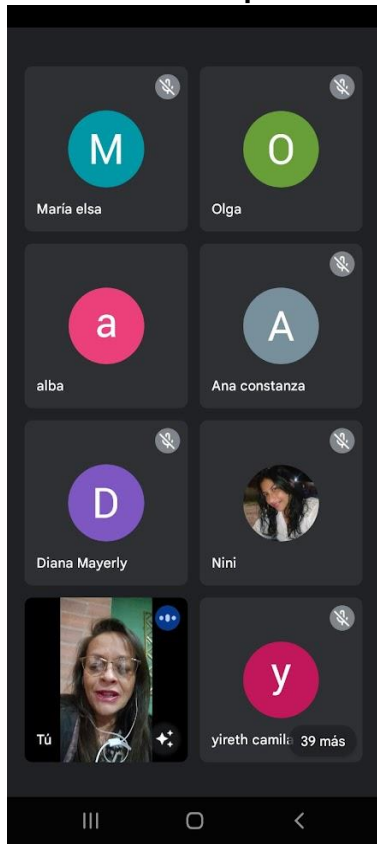 M
O
María elsa
Olga
a
A
alba
Ana constanza
D
Diana Mayerly
Nini
y
Tú
yireth camila
39 más